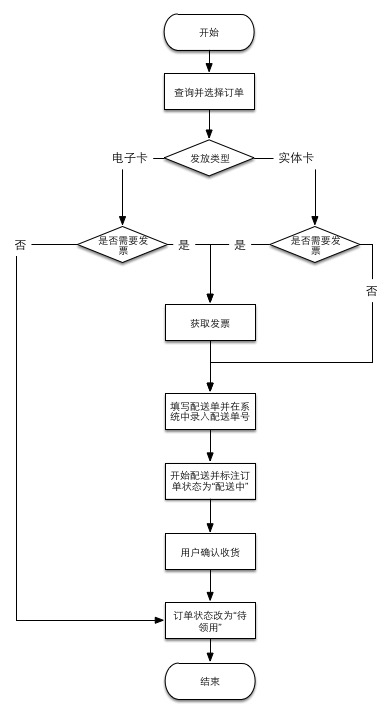 开始
查询并选择订单
电子卡
发放类型
实体卡
否
是否需要发
票
是
是
是否需要发
票
否
获取发票
填写配送单并在系
统中录入配送单号
开始配送并标注订
单状态为“配送中”
用户确认收货
订单状态改为“待
领用”
结束